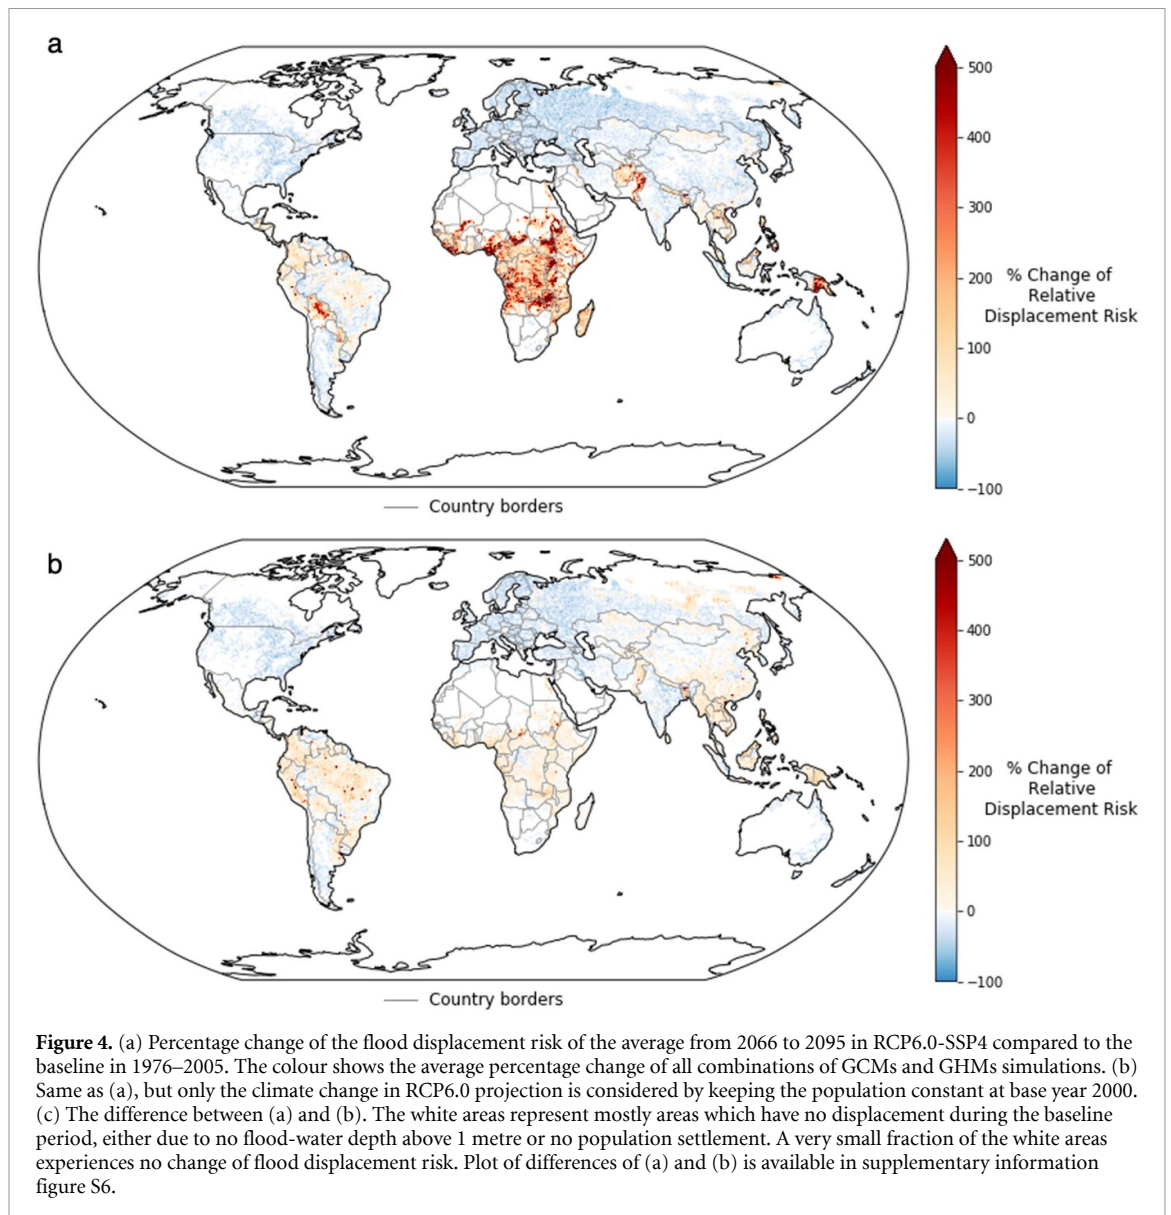 a
500
400
300
200
100
0
−100
% Change of
Relative
Displacement Risk
Country borders
b
500
400
300
200
100
0
−100
% Change of
Relative
Displacement Risk
Country borders
Figure 4. (a) Percentage change of the flood displacement risk of the average from 2066 to 2095 in RCP6.0-SSP4 compared to the
baseline in 1976–2005. The colour shows the average percentage change of all combinations of GCMs and GHMs simulations. (b)
Same as (a), but only the climate change in RCP6.0 projection is considered by keeping the population constant at base year 2000.
(c) The difference between (a) and (b). The white areas represent mostly areas which have no displacement during the baseline
period, either due to no flood-water depth above 1 metre or no population settlement. A very small fraction of the white areas
experiences no change of flood displacement risk. Plot of differences of (a) and (b) is available in supplementary information
figure S6.